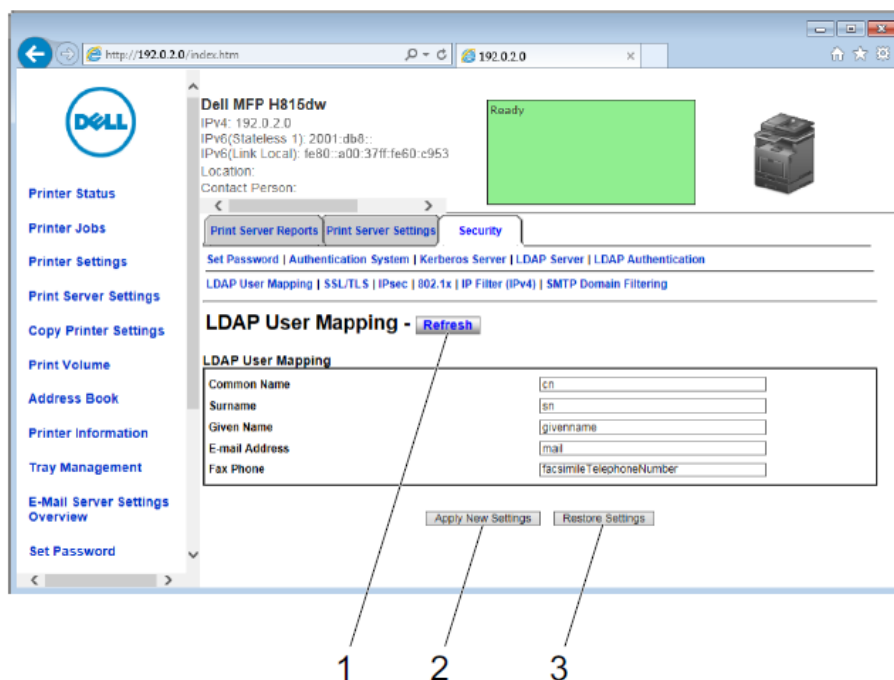 http://192.0.2.0/index.htm
192.0.2.0
DELL
Dell MFP H815dw
IPv4: 192.0.2.0
IPv6(Stateless 1): 2001:db8::
IPv6(Link Local): fe80::a00:37ff:fe60:c953
Location:
Contact Person:
Ready
Printer Status
Printer Jobs
Printer Settings
Print Server Settings
Copy Printer Settings
Print Volume
Address Book
Printer Information
Tray Management
E-Mail Server Settings
Overview
Set Password
Print Server Reports Print Server Settings Security
Set Password | Authentication System | Kerberos Server | LDAP Server | LDAP Authentication
LDAP User Mapping | SSL/TLS | IPsec | 802.1x | IP Filter (IPv4) | SMTP Domain Filtering
LDAP User Mapping - Refresh
LDAP User Mapping
Common Name cn
Surname sn
Given Name givenname
E-mail Address mail
Fax Phone facsimileTelephoneNumber
Apply New Settings Restore Settings
1 2 3